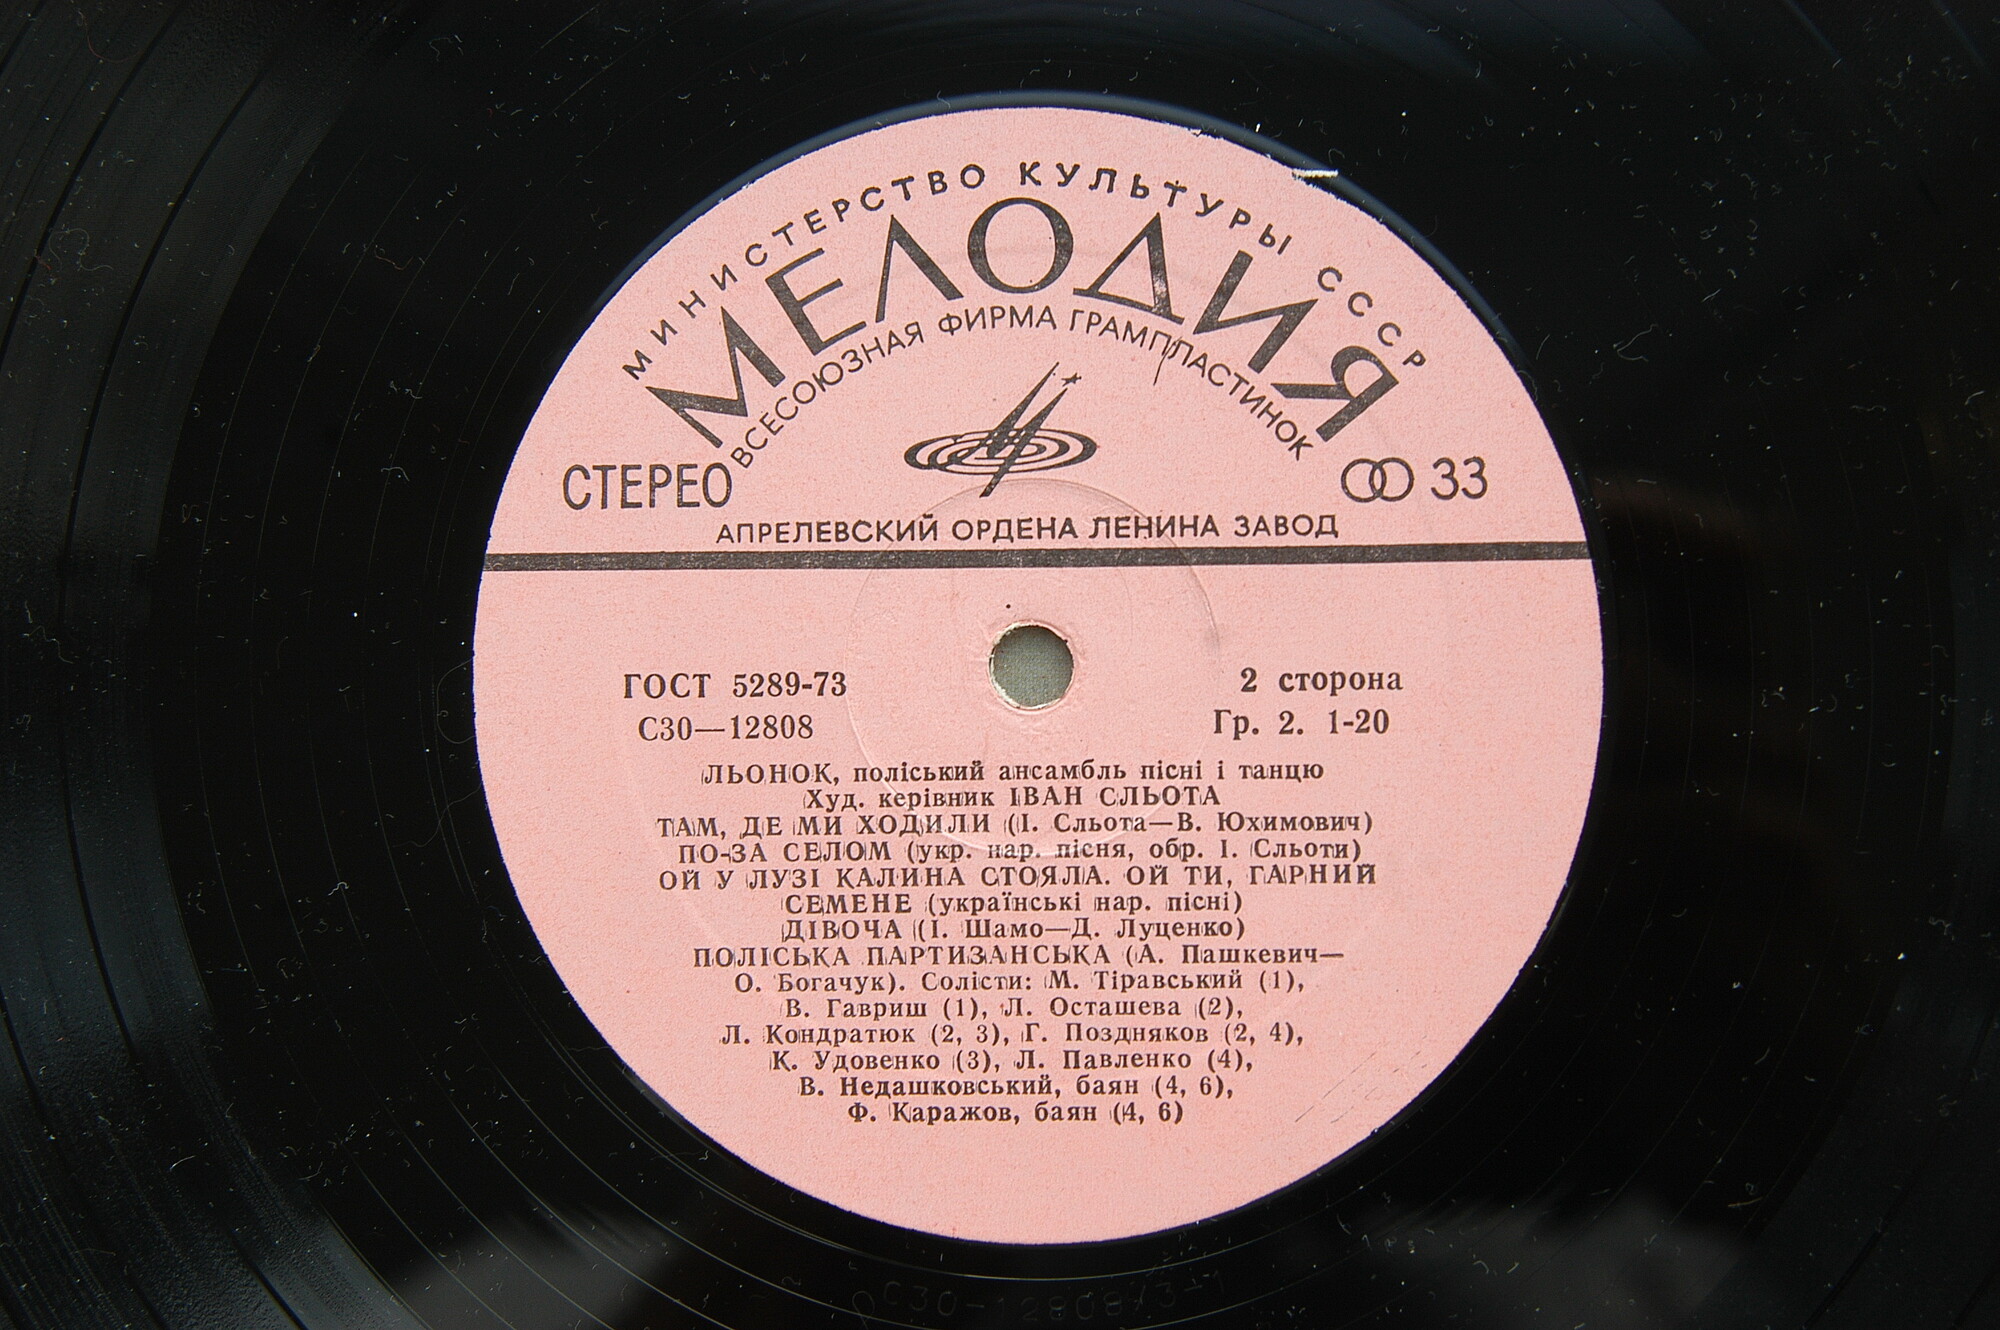 МИНИСТЕРСТВО КУЛЬТУРЫ СССР
МЕЛОДИЯ
ВСЕСОЮЗНАЯ ФИРМА ГРАМПЛАСТИНОК
СТЕРЕО
33
АПРЕЛЕВСКИЙ ОРДЕНА ЛЕНИНА ЗАВОД
ГОСТ 5289-73
2 сторона
С30—12808
Гр. 2. 1-20
ЛЬОНОК, поліський ансамбль пісні і танцю
Худ. керівник ІВАН СЛЬОТА
ТАМ, ДЕ МИ ХОДИЛИ (І. Сльота—В. Юхимович)
ПО-ЗА СЕЛОМ (укр. нар. пісня, обр. І. Сльоти)
ОЙ У ЛУЗІ КАЛИНА СТОЯЛА. ОЙ ТИ, ГАРНИЙ
СЕМЕНЕ (українські нар. пісні)
ДІВОЧА (І. Шамо—Д. Луценко)
ПОЛІСЬКА ПАРТИЗАНСЬКА (А. Пашкевич—
О. Богачук). Солісти: М. Тіравський (1),
В. Гавриш (1), Л. Осташева (2),
Л. Кондратюк (2, 3), Г. Поздняков (2, 4),
К. Удовенко (3), Л. Павленко (4),
В. Недашковський, баян (4, 6),
Ф. Каражов, баян (4, 6)